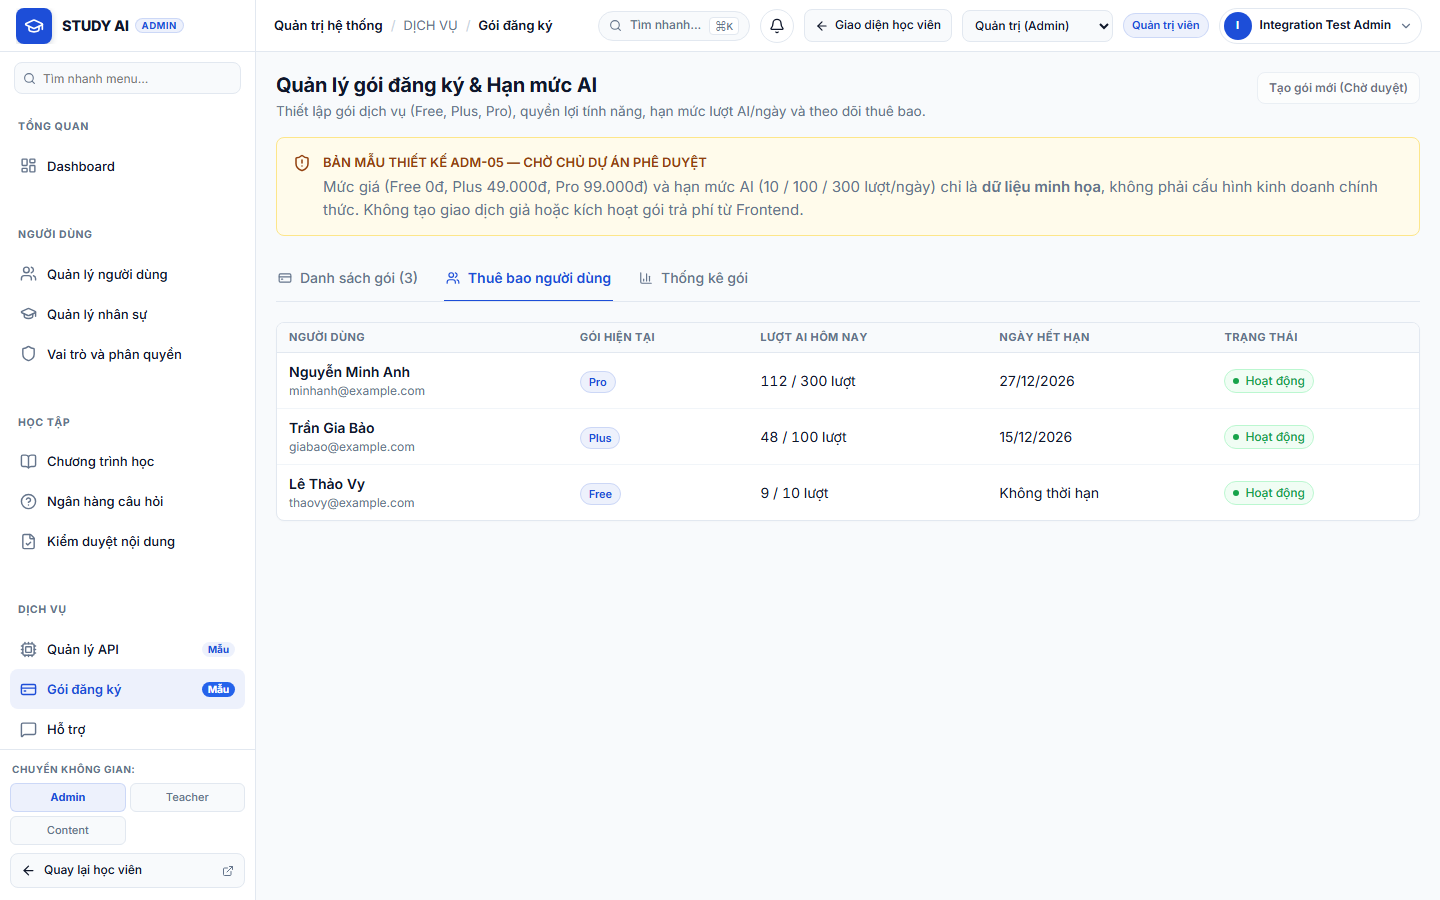 STUDY AI ADMIN
Tìm nhanh menu...
TỔNG QUAN
Dashboard
NGƯỜI DÙNG
Quản lý người dùng
Quản lý nhân sự
Vai trò và phân quyền
HỌC TẬP
Chương trình học
Ngân hàng câu hỏi
Kiểm duyệt nội dung
DỊCH VỤ
Quản lý API Mẫu
Gói đăng ký Mẫu
Hỗ trợ
CHUYỂN KHÔNG GIAN:
Admin Teacher
Content
Quay lại học viên
Quản trị hệ thống / DỊCH VỤ / Gói đăng ký Tìm nhanh... ⌘K Giao diện học viên Quản trị (Admin) Quản trị viên I Integration Test Admin
Quản lý gói đăng ký & Hạn mức AI
Thiết lập gói dịch vụ (Free, Plus, Pro), quyền lợi tính năng, hạn mức lượt AI/ngày và theo dõi thuê bao.
Tạo gói mới (Chờ duyệt)
BẢN MẪU THIẾT KẾ ADM-05 — CHỜ CHỦ DỰ ÁN PHÊ DUYỆT
Mức giá (Free 0đ, Plus 49.000đ, Pro 99.000đ) và hạn mức AI (10 / 100 / 300 lượt/ngày) chỉ là dữ liệu minh họa, không phải cấu hình kinh doanh chính
thức. Không tạo giao dịch giả hoặc kích hoạt gói trả phí từ Frontend.
Danh sách gói (3) Thuê bao người dùng Thống kê gói
NGƯỜI DÙNG GÓI HIỆN TẠI LƯỢT AI HÔM NAY NGÀY HẾT HẠN TRẠNG THÁI
Nguyễn Minh Anh
minhanh@example.com
Pro 112 / 300 lượt 27/12/2026 Hoạt động
Trần Gia Bảo
giabao@example.com
Plus 48 / 100 lượt 15/12/2026 Hoạt động
Lê Thảo Vy
thaovy@example.com
Free 9 / 10 lượt Không thời hạn Hoạt động